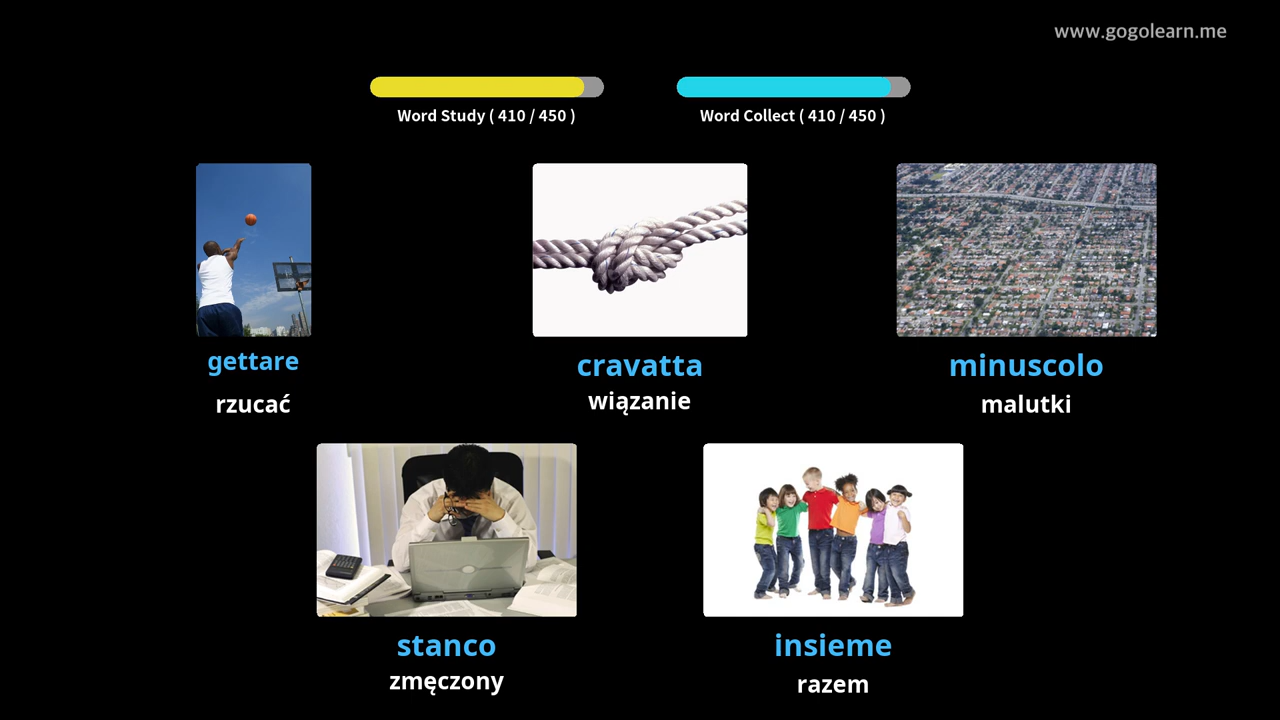 www.gogolearn.me
Word Study ( 410 / 450 )
Word Collect ( 410 / 450 )
gettare
rzucać
cravatta
wiązanie
minuscolo
malutki
stanco
zmęczony
insieme
razem